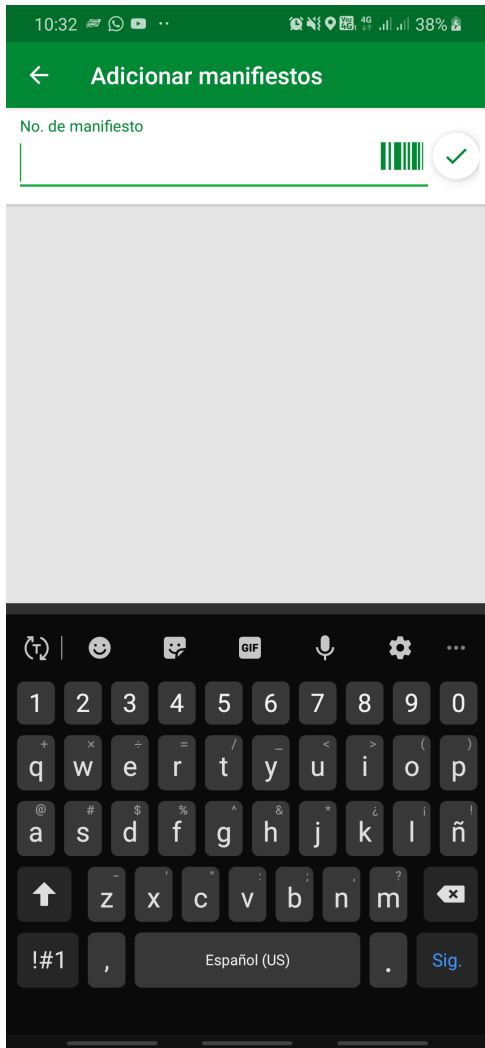 10:32 38%
Adicionar manifiestos
No. de manifiesto
T GIF
1 2 3 4 5 6 7 8 9 0
+ × ÷ = / _ < > ( )
q w e r t y u i o p
@ # $ % ^ & * ¿ ¡ !
a s d f g h j k l ñ
- ' " : ; , ?
z x c v b n m
!#1 , Español (US) . Sig.